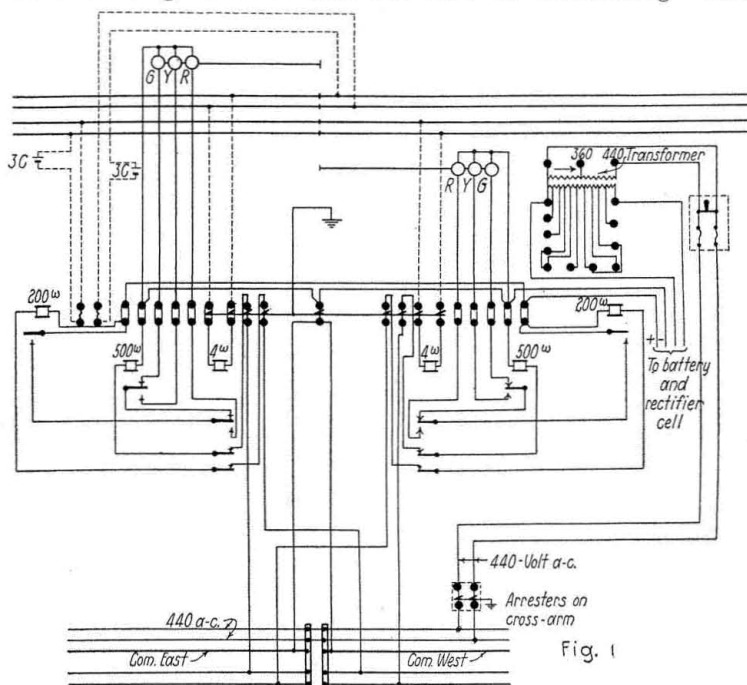 G Y R
3C
3C
R Y G
360 440 Transformer
200ω
200ω
500ω
4ω
4ω
500ω
+ -
To battery
and
rectifier
cell
440-Volt a-c.
Arresters on
cross-arm
440 a-c.
Com. East
Com. West
Fig. 1